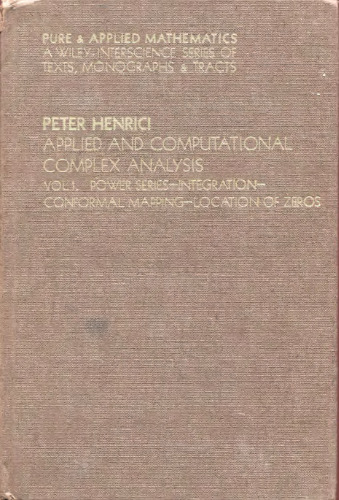 PURE & APPLIED MATHEMATICS
A WILEY-INTERSCIENCE SERIES OF
TEXTS, MONOGRAPHS & TRACTS
PETER HENRICI
APPLIED AND COMPUTATIONAL
COMPLEX ANALYSIS
VOL.1. POWER SERIES—INTEGRATION—
CONFORMAL MAPPING—LOCATION OF ZEROS